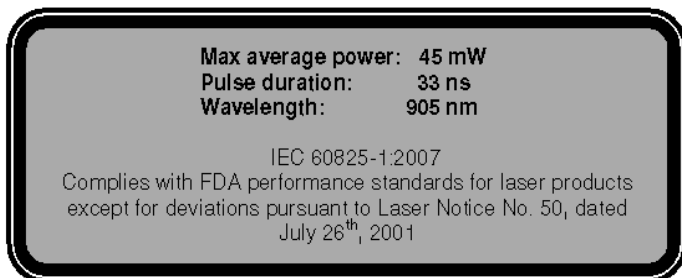 Max average power: 45 mW
Pulse duration: 33 ns
Wavelength: 905 nm
IEC 60825-1:2007
Complies with FDA performance standards for laser products
except for deviations pursuant to Laser Notice No. 50, dated
July 26th, 2001